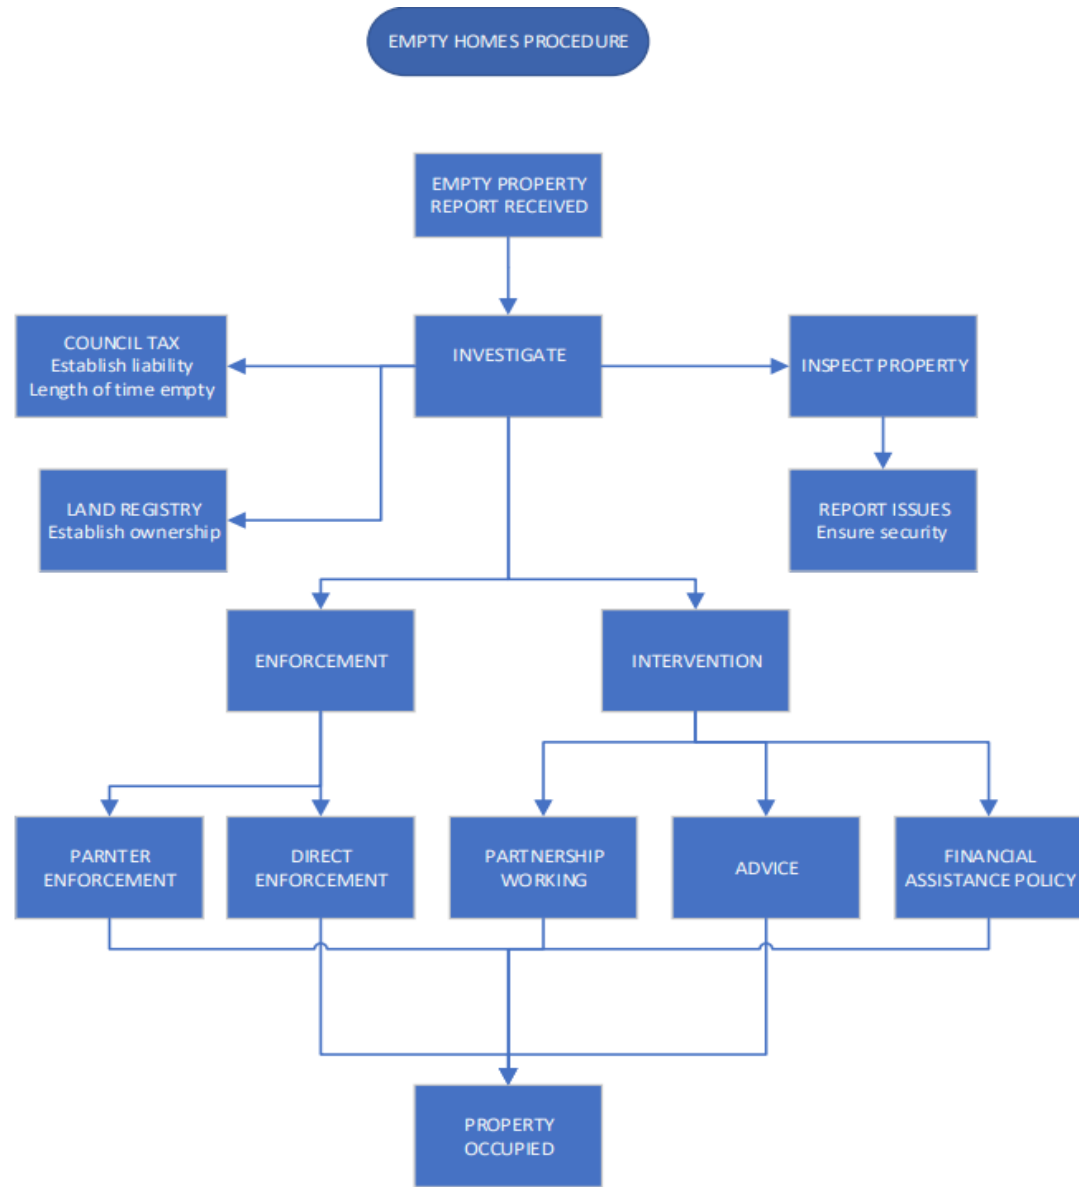 EMPTY HOMES PROCEDURE
EMPTY PROPERTY
REPORT RECEIVED
COUNCIL TAX
Establish liability
Length of time empty
INVESTIGATE
INSPECT PROPERTY
LAND REGISTRY
Establish ownership
REPORT ISSUES
Ensure security
ENFORCEMENT
INTERVENTION
PARNTER
ENFORCEMENT
DIRECT
ENFORCEMENT
PARTNERSHIP
WORKING
ADVICE
FINANCIAL
ASSISTANCE POLICY
PROPERTY
OCCUPIED